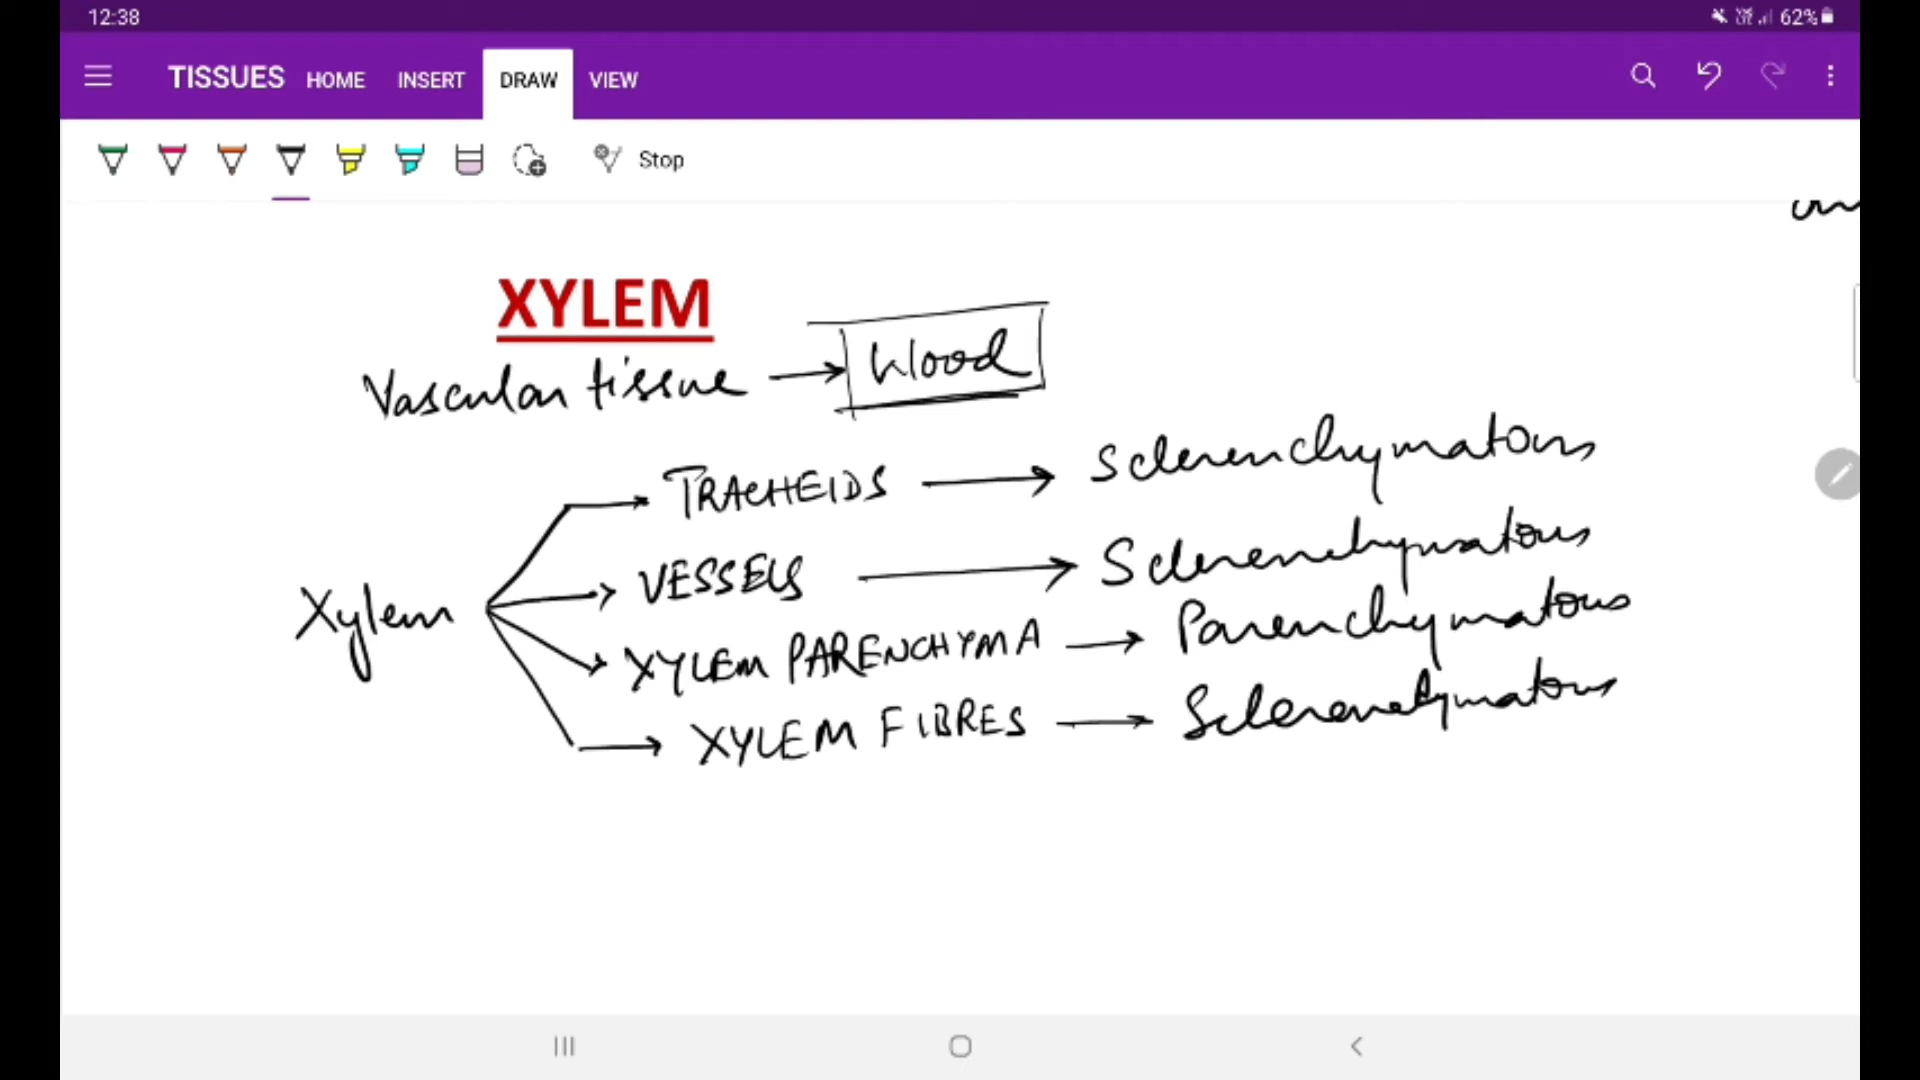 12:38 62%
TISSUES HOME INSERT DRAW VIEW
Stop
XYLEM
Vascular tissue → blood
TRACHEIDS → Sclerenchymatous
VESSELS → Sclerenchymatous
Xylem
XYLEM PARENCHYMA → Parenchymatous
XYLEM FIBRES → Sclerenchymatous